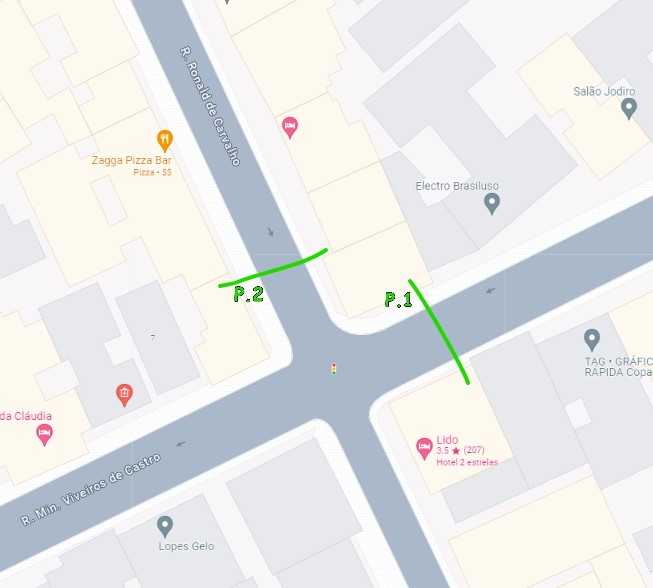 R. Ronald de Carvalho
Salão Jodiro
Zagga Pizza Bar
Pizza • $$
Electro Brasiluso
P.2
P.1
7
TAG • GRÁFIC
RÁPIDA Copa
da Cláudia
Lido
3.5 ★ (207)
Hotel 2 estrelas
R. Min. Viveiros de Castro
Lopes Gelo